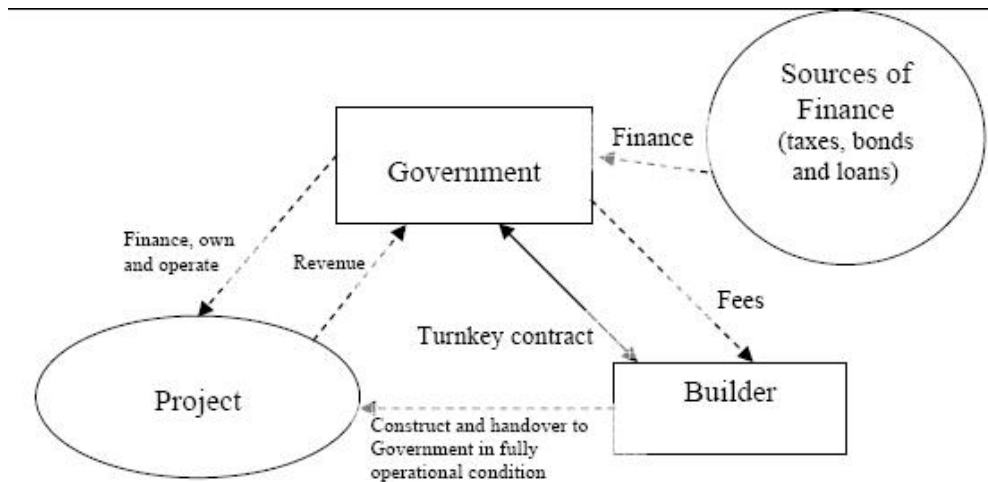 Sources of
Finance
(taxes, bonds
and loans)
Finance
Government
Finance, own
and operate
Revenue
Fees
Turnkey contract
Builder
Project
Construct and handover to
Government in fully
operational condition